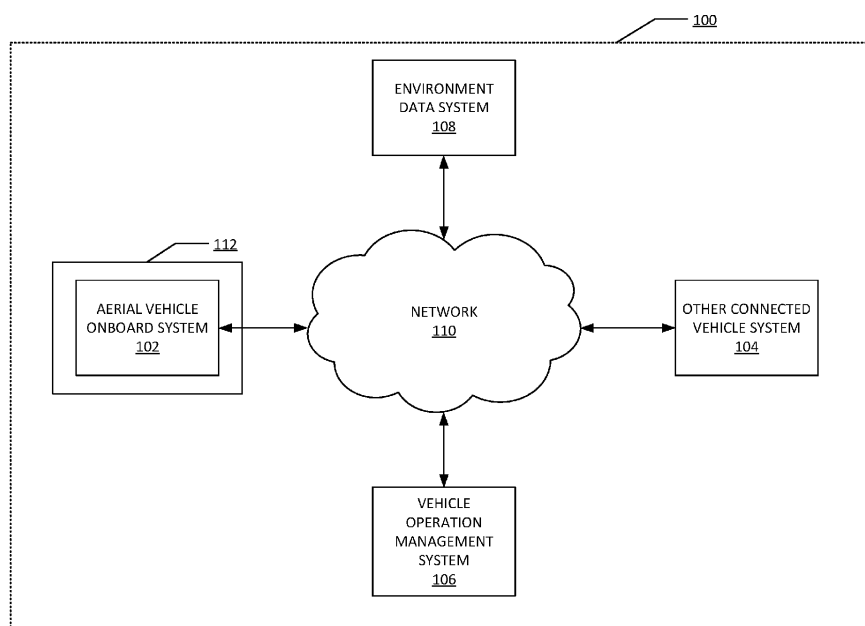 100
ENVIRONMENT
DATA SYSTEM
108
112
AERIAL VEHICLE
ONBOARD SYSTEM
102
NETWORK
110
OTHER CONNECTED
VEHICLE SYSTEM
104
VEHICLE
OPERATION
MANAGEMENT
SYSTEM
106